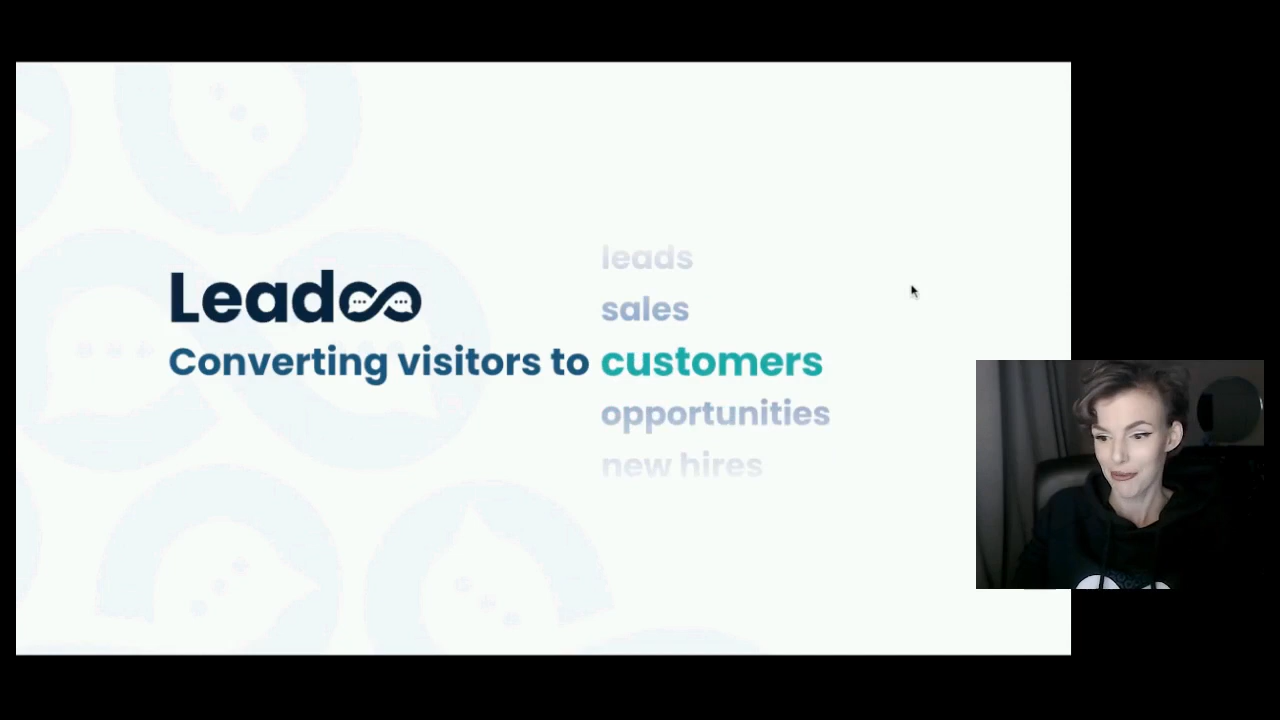 Leadoo
Converting visitors to customers
leads
sales
opportunities
new hires